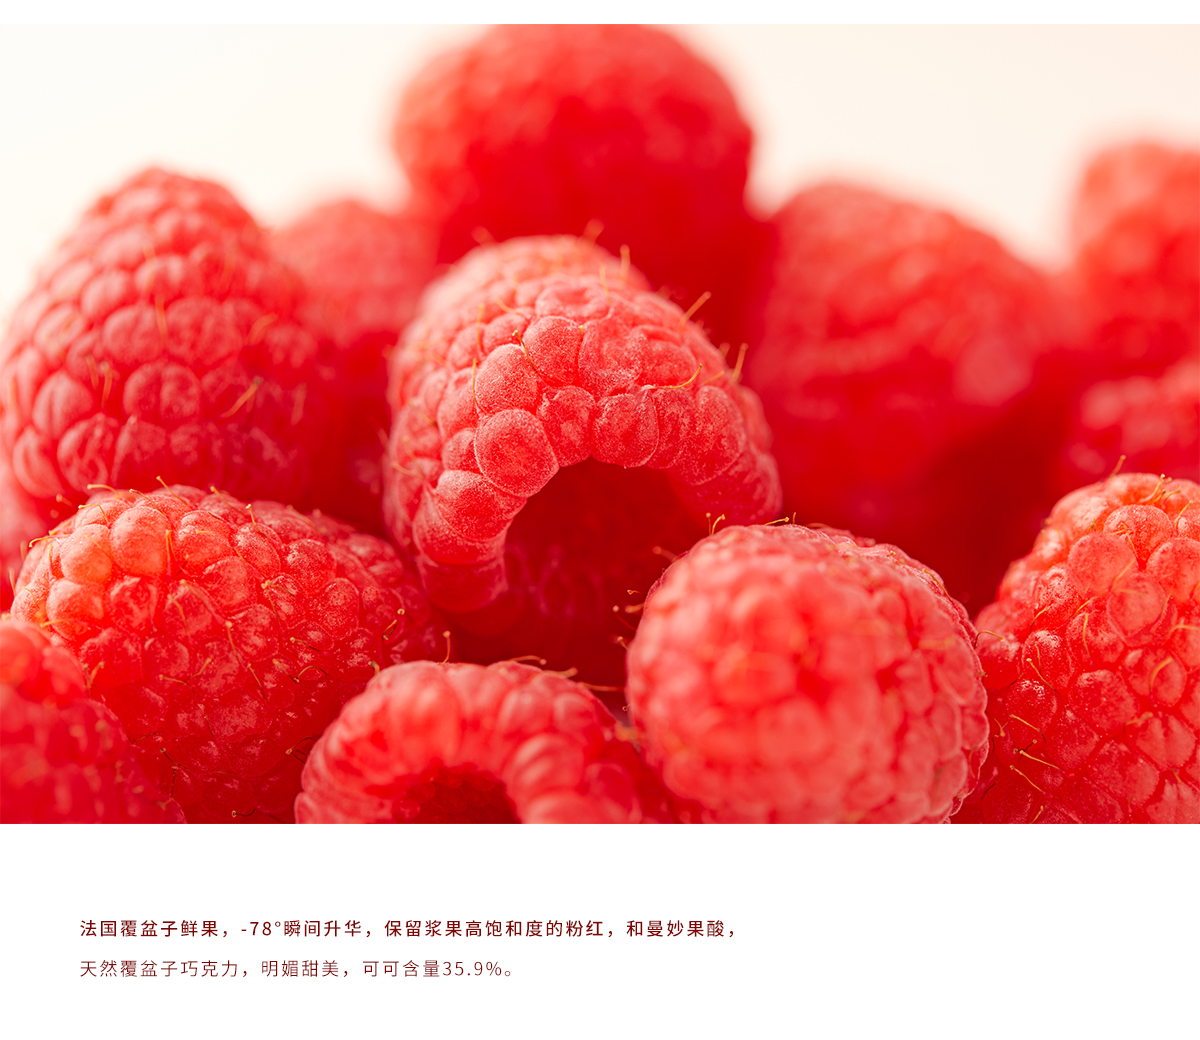 法国覆盆子鲜果，-78°瞬间升华，保留浆果高饱和度的粉红，和曼妙果酸，
天然覆盆子巧克力，明媚甜美，可可含量35.9%。